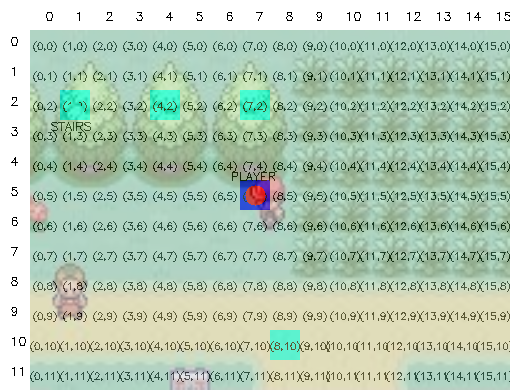 0 1 2 3 4 5 6 7 8 9 10 11 12 13 14 15
0 (0,0) (1,0) (2,0) (3,0) (4,0) (5,0) (6,0) (7,0) (8,0) (9,0) (10,0) (11,0) (12,0) (13,0) (14,0) (15,0)
1 (0,1) (1,1) (2,1) (3,1) (4,1) (5,1) (6,1) (7,1) (8,1) (9,1) (10,1) (11,1) (12,1) (13,1) (14,1) (15,1)
2 (0,2) (2,2) (3,2) (4,2) (5,2) (6,2) (7,2) (8,2) (9,2) (10,2) (11,2) (12,2) (13,2) (14,2) (15,2)
STAIRS
3 (0,3) (1,3) (2,3) (3,3) (4,3) (5,3) (6,3) (7,3) (8,3) (9,3) (10,3) (11,3) (12,3) (13,3) (14,3) (15,3)
4 (0,4) (1,4) (2,4) (3,4) (4,4) (5,4) (6,4) (7,4) (8,4) (9,4) (10,4) (11,4) (12,4) (13,4) (14,4) (15,4)
PLAYER
5 (0,5) (1,5) (2,5) (3,5) (4,5) (5,5) (6,5) (8,5) (9,5) (10,5) (11,5) (12,5) (13,5) (14,5) (15,5)
6 (0,6) (1,6) (2,6) (3,6) (4,6) (5,6) (6,6) (7,6) (8,6) (9,6) (10,6) (11,6) (12,6) (13,6) (14,6) (15,6)
7 (0,7) (1,7) (2,7) (3,7) (4,7) (5,7) (6,7) (7,7) (8,7) (9,7) (10,7) (11,7) (12,7) (13,7) (14,7) (15,7)
8 (0,8) (1,8) (2,8) (3,8) (4,8) (5,8) (6,8) (7,8) (8,8) (9,8) (10,8) (11,8) (12,8) (13,8) (14,8) (15,8)
9 (0,9) (1,9) (2,9) (3,9) (4,9) (5,9) (6,9) (7,9) (8,9) (9,9) (10,9) (11,9) (12,9) (13,9) (14,9) (15,9)
10 (0,10) (1,10) (2,10) (3,10) (4,10) (5,10) (6,10) (7,10) (8,10) (9,10) (10,10) (11,10) (12,10) (13,10) (14,10) (15,10)
11 (0,11) (1,11) (2,11) (3,11) (4,11) (5,11) (6,11) (7,11) (8,11) (9,11) (10,11) (11,11) (12,11) (13,11) (14,11) (15,11)